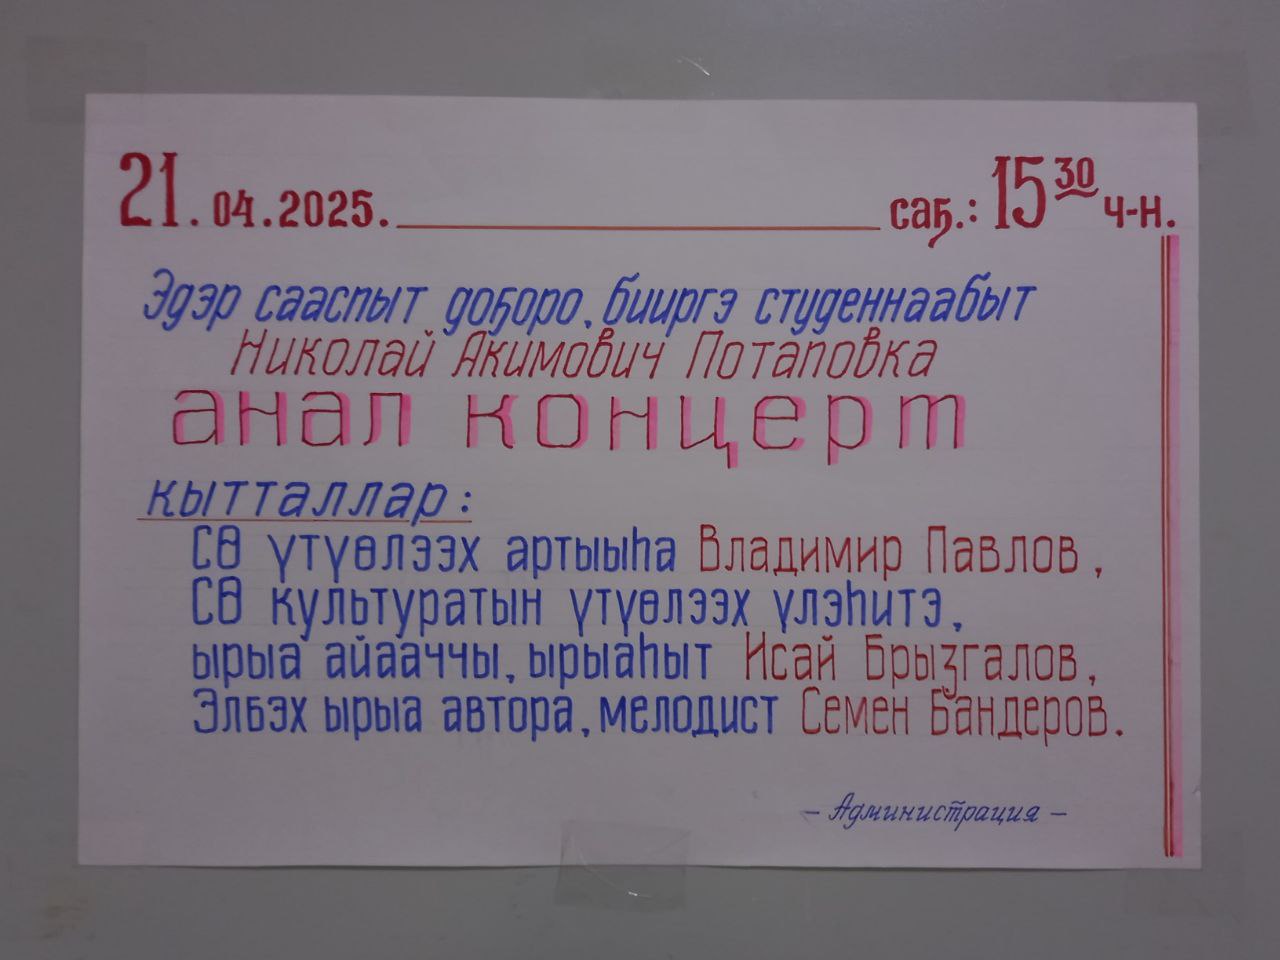 21.04.2025. саҕ.: 15 30 ч-н.
Эдэр сааспыт доҕоро, бииргэ студеннаабыт
Николай Акимович Потаповка
анал концерт
кытталлар:
СӨ үтүөлээх артыыһа Владимир Павлов,
СӨ культуратын үтүөлээх үлэһитэ,
ырыа айааччы, ырыаһыт Исай Брызгалов,
Элбэх ырыа автора, мелодист Семен Бандеров.
- Администрация -